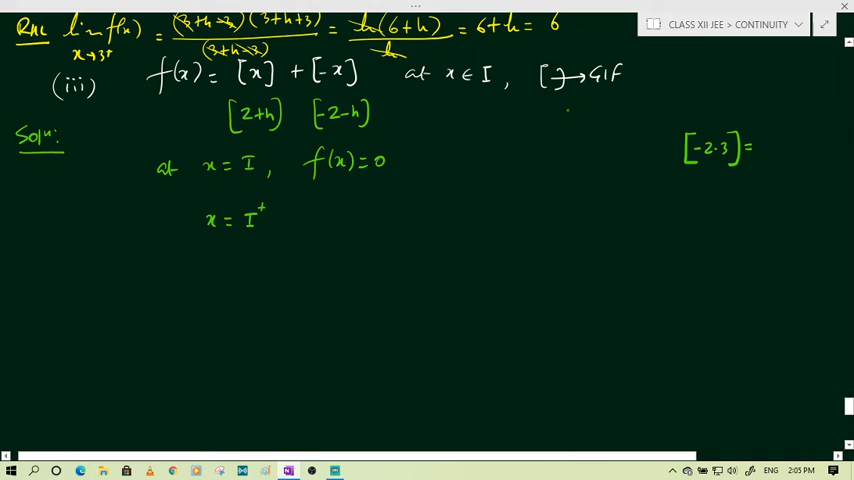 RHL lim x→3+ f(x) = (3+h-3)(3+h+3)/(3+h-3) = h(6+h)/h = 6+h = 6
CLASS XII JEE > CONTINUITY
(iii) f(x) = [x] + [-x] at x ∈ I, [ ]→GIF
[2+h] [-2-h]
Soln:
[-2·3] =
at x = I, f(x) = 0
x = I⁺
ENG 2:05 PM